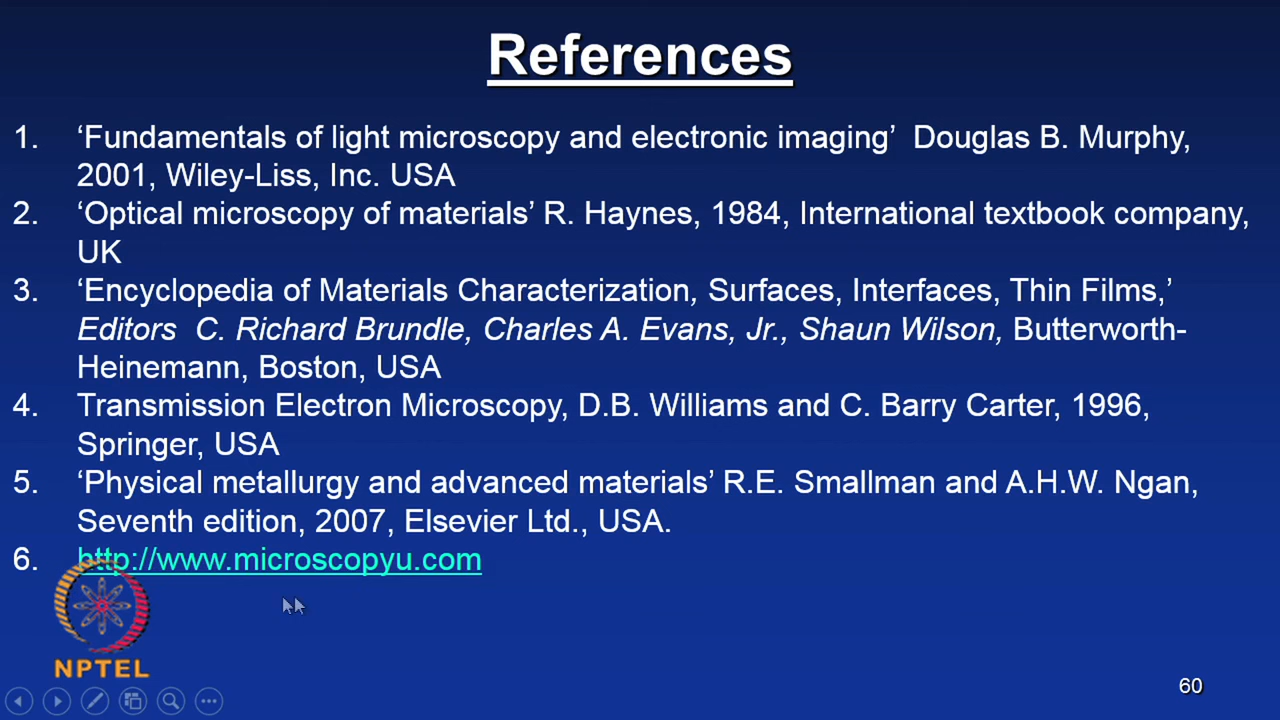 References
1. ‘Fundamentals of light microscopy and electronic imaging’ Douglas B. Murphy,
2001, Wiley-Liss, Inc. USA
2. ‘Optical microscopy of materials’ R. Haynes, 1984, International textbook company,
UK
3. ‘Encyclopedia of Materials Characterization, Surfaces, Interfaces, Thin Films,’
Editors C. Richard Brundle, Charles A. Evans, Jr., Shaun Wilson, Butterworth-
Heinemann, Boston, USA
4. Transmission Electron Microscopy, D.B. Williams and C. Barry Carter, 1996,
Springer, USA
5. ‘Physical metallurgy and advanced materials’ R.E. Smallman and A.H.W. Ngan,
Seventh edition, 2007, Elsevier Ltd., USA.
6. http://www.microscopyu.com
NPTEL
60